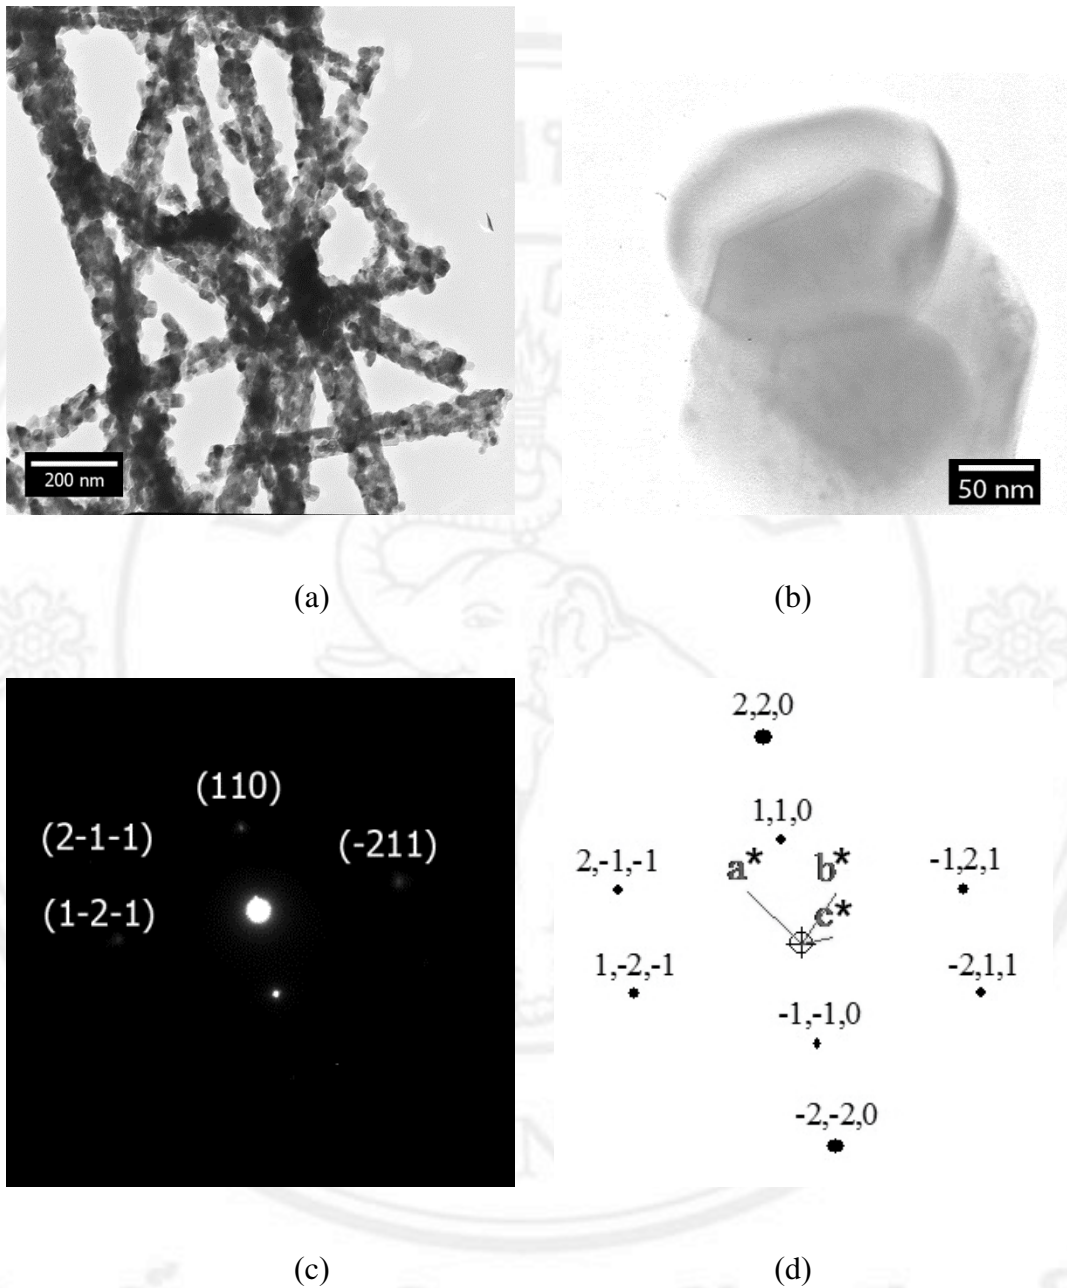 200 nm
50 nm
(a)
(b)
(110)
(2-1-1)
(-211)
(1-2-1)
2,2,0
1,1,0
a*
b*
2,-1,-1
-1,2,1
c*
1,-2,-1
-2,1,1
-1,-1,0
-2,-2,0
(c)
(d)